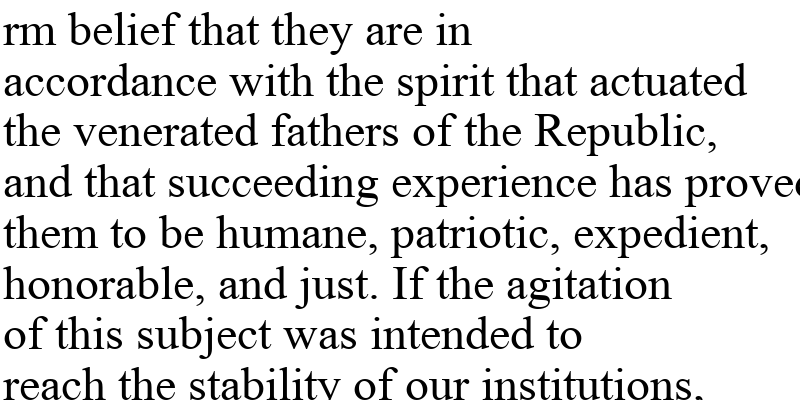 rm belief that they are in
accordance with the spirit that actuated
the venerated fathers of the Republic,
and that succeeding experience has proved
them to be humane, patriotic, expedient,
honorable, and just. If the agitation
of this subject was intended to
reach the stability of our institutions,